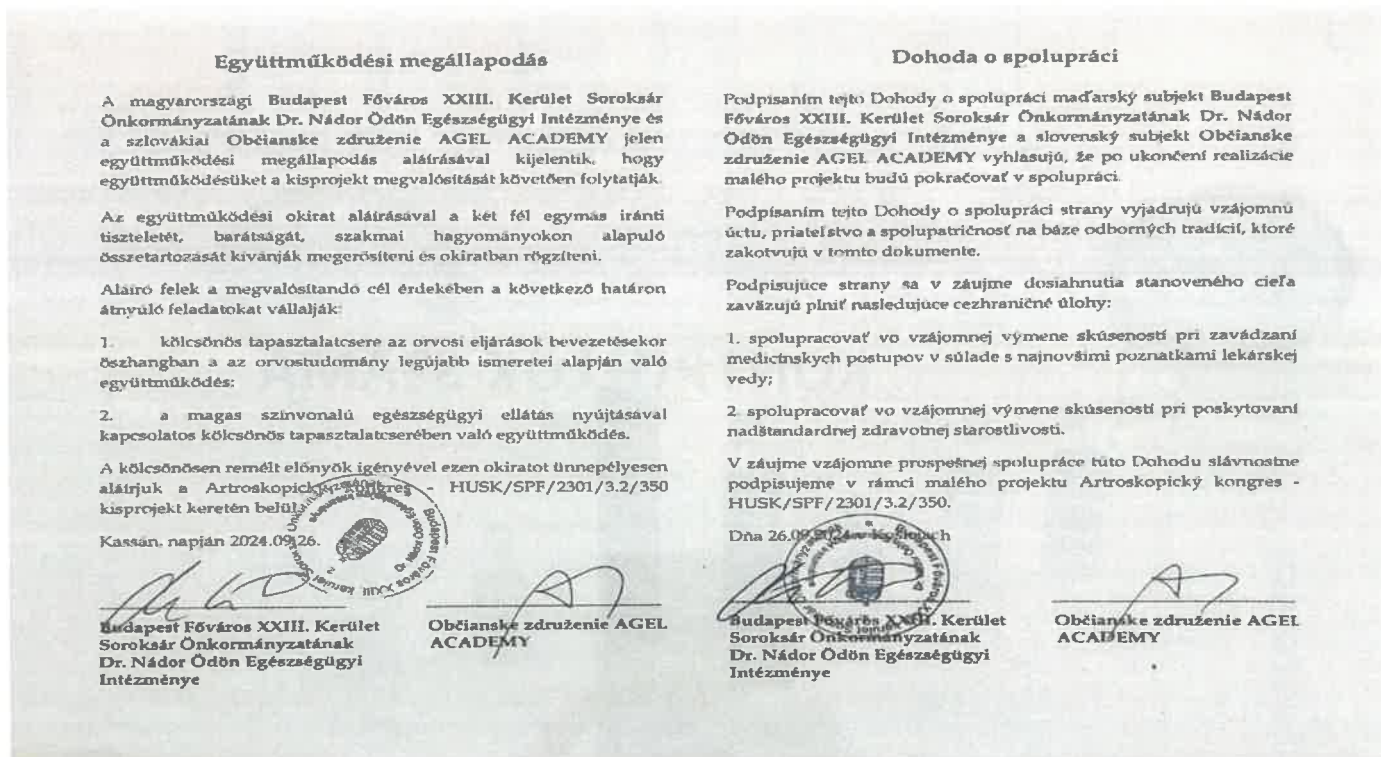 Együttműködési megállapodás
A magyarországi Budapest Főváros XXIII. Kerület Soroksár
Önkormányzatának Dr. Nádor Ödön Egészségügyi Intézménye és
a szlovákiai Občianske združenie AGEL ACADEMY jelen
együttműködési megállapodás aláírásával kijelentik, hogy
együttműködésüket a kisprojekt megvalósítását követően folytatják.
Az együttműködési okirat aláírásával a két fél egymás iránti
tiszteletét, barátságát, szakmai hagyományokon alapuló
összetartozását kívánják megerősíteni és okiratban rögzíteni.
Aláíró felek a megvalósítandó cél érdekében a következő határon
átnyúló feladatokat vállalják:
1. kölcsönös tapasztalatcsere az orvosi eljárások bevezetésekor
öszhangban a az orvostudomány legújabb ismeretei alapján való
együttműködés;
2. a magas színvonalú egészségügyi ellátás nyújtásával
kapcsolatos kölcsönös tapasztalatcserében való együttműködés.
A kölcsönösen remélt előnyök igényével ezen okiratot ünnepélyesen
aláírjuk a Artroskopický kongres - HUSK/SPF/2301/3.2/350
kisprojekt keretén belül.
Kassán, napján 2024.09.26.
Budapest Főváros XXIII. Kerület
Soroksár Önkormányzatának
Dr. Nádor Ödön Egészségügyi
Intézménye
Občianske združenie AGEL
ACADEMY
Dohoda o spolupráci
Podpísaním tejto Dohody o spolupráci maďarský subjekt Budapest
Főváros XXIII. Kerület Soroksár Önkormányzatának Dr. Nádor
Ödön Egészségügyi Intézménye a slovenský subjekt Občianske
združenie AGEL ACADEMY vyhlasujú, že po ukončení realizácie
malého projektu budú pokračovať v spolupráci.
Podpísaním tejto Dohody o spolupráci strany vyjadrujú vzájomnú
úctu, priateľstvo a spolupatričnosť na báze odborných tradícií, ktoré
zakotvujú v tomto dokumente.
Podpisujúce strany sa v záujme dosiahnutia stanoveného cieľa
zaväzujú plniť nasledujúce cezhraničné úlohy:
1. spolupracovať vo vzájomnej výmene skúseností pri zavádzaní
medicínskych postupov v súlade s najnovšími poznatkami lekárskej
vedy;
2. spolupracovať vo vzájomnej výmene skúseností pri poskytovaní
nadštandardnej zdravotnej starostlivosti.
V záujme vzájomne prospešnej spolupráce túto Dohodu slávnostne
podpisujeme v rámci malého projektu Artroskopický kongres -
HUSK/SPF/2301/3.2/350.
Dňa 26.09.2024 v Košiciach
Budapest Főváros XXIII. Kerület
Soroksár Önkormányzatának
Dr. Nádor Ödön Egészségügyi
Intézménye
Občianske združenie AGEL
ACADEMY